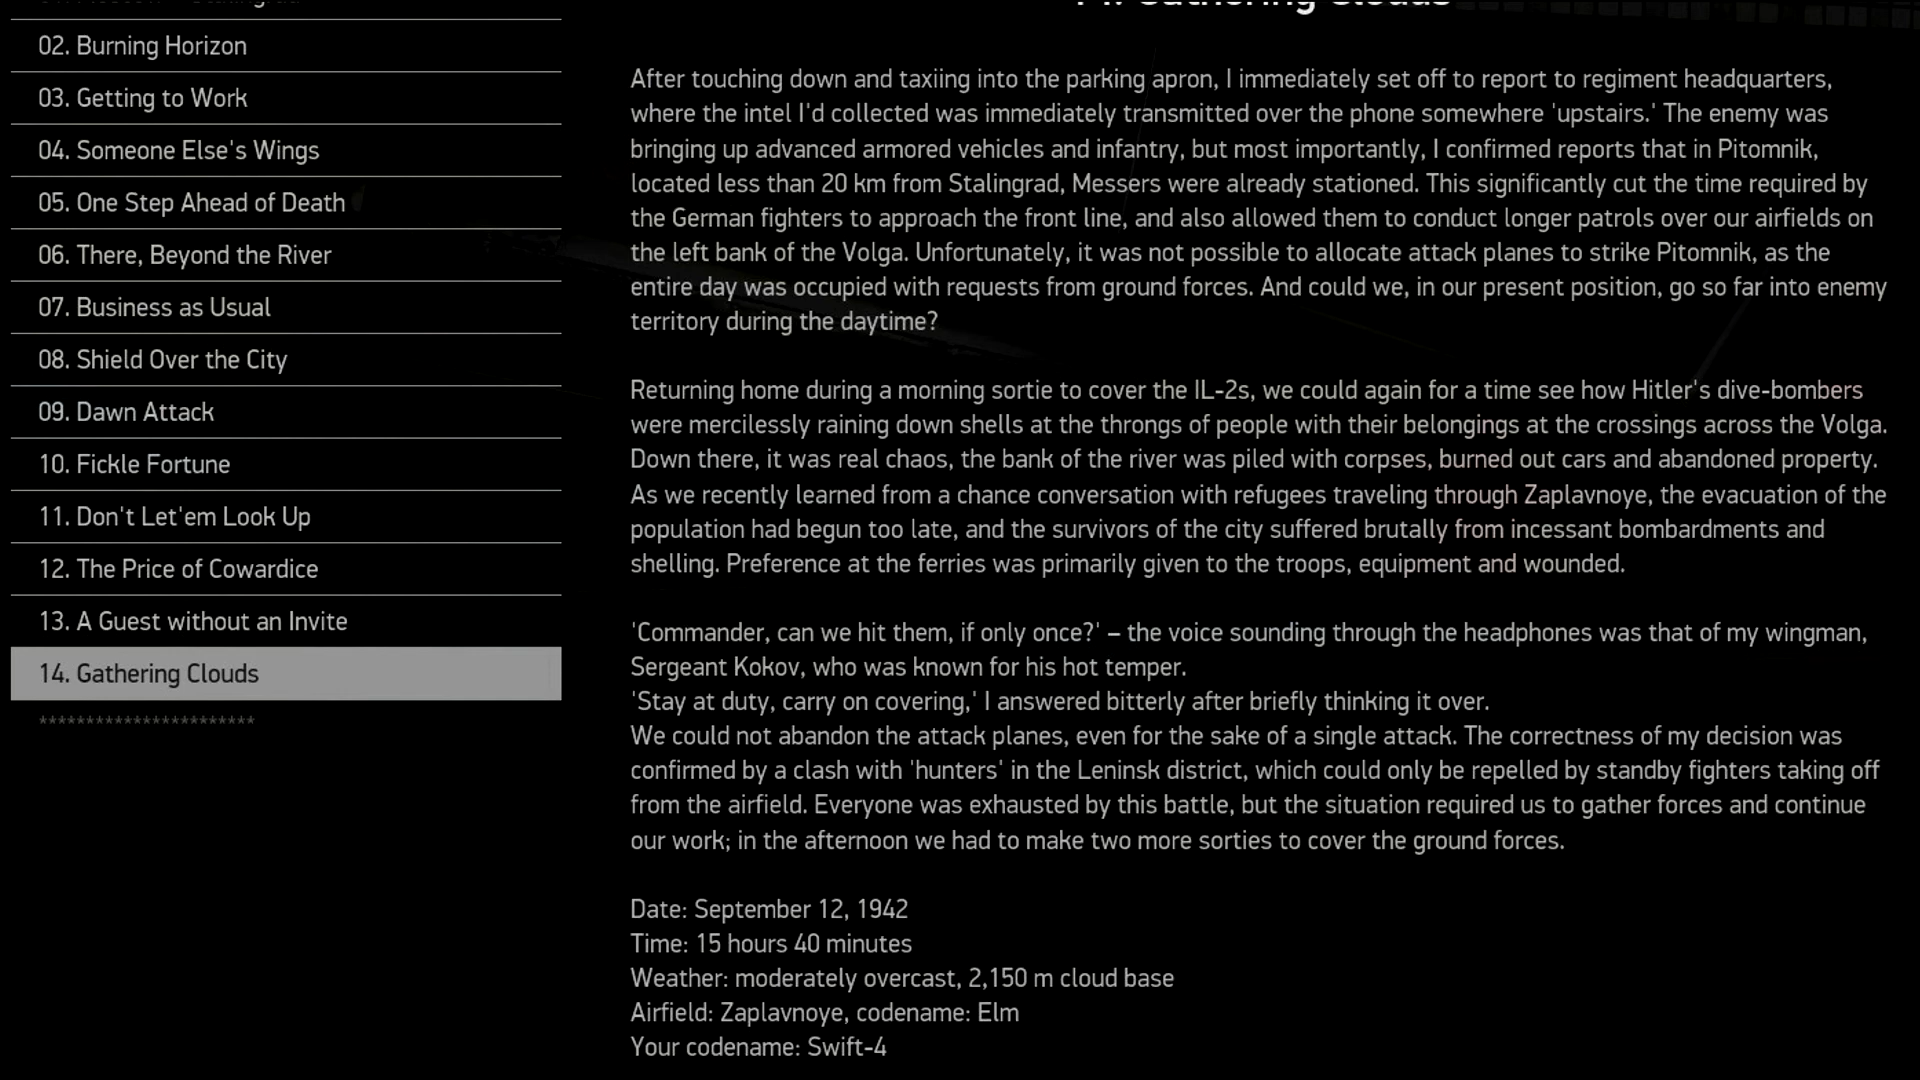 02. Burning Horizon
03. Getting to Work
04. Someone Else's Wings
05. One Step Ahead of Death
06. There, Beyond the River
07. Business as Usual
08. Shield Over the City
09. Dawn Attack
10. Fickle Fortune
11. Don't Let'em Look Up
12. The Price of Cowardice
13. A Guest without an Invite
14. Gathering Clouds
***********************
14. Gathering Clouds
After touching down and taxiing into the parking apron, I immediately set off to report to regiment headquarters,
where the intel I'd collected was immediately transmitted over the phone somewhere 'upstairs.' The enemy was
bringing up advanced armored vehicles and infantry, but most importantly, I confirmed reports that in Pitomnik,
located less than 20 km from Stalingrad, Messers were already stationed. This significantly cut the time required by
the German fighters to approach the front line, and also allowed them to conduct longer patrols over our airfields on
the left bank of the Volga. Unfortunately, it was not possible to allocate attack planes to strike Pitomnik, as the
entire day was occupied with requests from ground forces. And could we, in our present position, go so far into enemy
territory during the daytime?
Returning home during a morning sortie to cover the IL-2s, we could again for a time see how Hitler's dive-bombers
were mercilessly raining down shells at the throngs of people with their belongings at the crossings across the Volga.
Down there, it was real chaos, the bank of the river was piled with corpses, burned out cars and abandoned property.
As we recently learned from a chance conversation with refugees traveling through Zaplavnoye, the evacuation of the
population had begun too late, and the survivors of the city suffered brutally from incessant bombardments and
shelling. Preference at the ferries was primarily given to the troops, equipment and wounded.
'Commander, can we hit them, if only once?' – the voice sounding through the headphones was that of my wingman,
Sergeant Kokov, who was known for his hot temper.
'Stay at duty, carry on covering,' I answered bitterly after briefly thinking it over.
We could not abandon the attack planes, even for the sake of a single attack. The correctness of my decision was
confirmed by a clash with 'hunters' in the Leninsk district, which could only be repelled by standby fighters taking off
from the airfield. Everyone was exhausted by this battle, but the situation required us to gather forces and continue
our work; in the afternoon we had to make two more sorties to cover the ground forces.
Date: September 12, 1942
Time: 15 hours 40 minutes
Weather: moderately overcast, 2,150 m cloud base
Airfield: Zaplavnoye, codename: Elm
Your codename: Swift-4